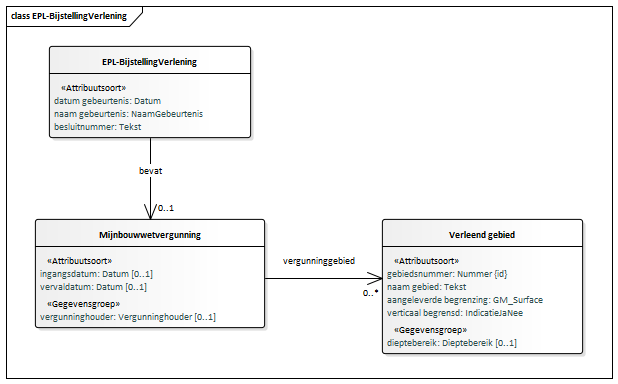 class EPL-BijstellingVerlening
EPL-BijstellingVerlening
«Attribuutsoort»
datum gebeurtenis: Datum
naam gebeurtenis: NaamGebeurtenis
besluitnummer: Tekst
bevat
0..1
Mijnbouwwetvergunning
«Attribuutsoort»
ingangsdatum: Datum [0..1]
vervaldatum: Datum [0..1]
«Gegevensgroep»
vergunninghouder: Vergunninghouder [0..1]
vergunninggebied
0..*
Verleend gebied
«Attribuutsoort»
gebiedsnummer: Nummer {id}
naam gebied: Tekst
aangeleverde begrenzing: GM_Surface
verticaal begrensd: IndicatieJaNee
«Gegevensgroep»
dieptebereik: Dieptebereik [0..1]